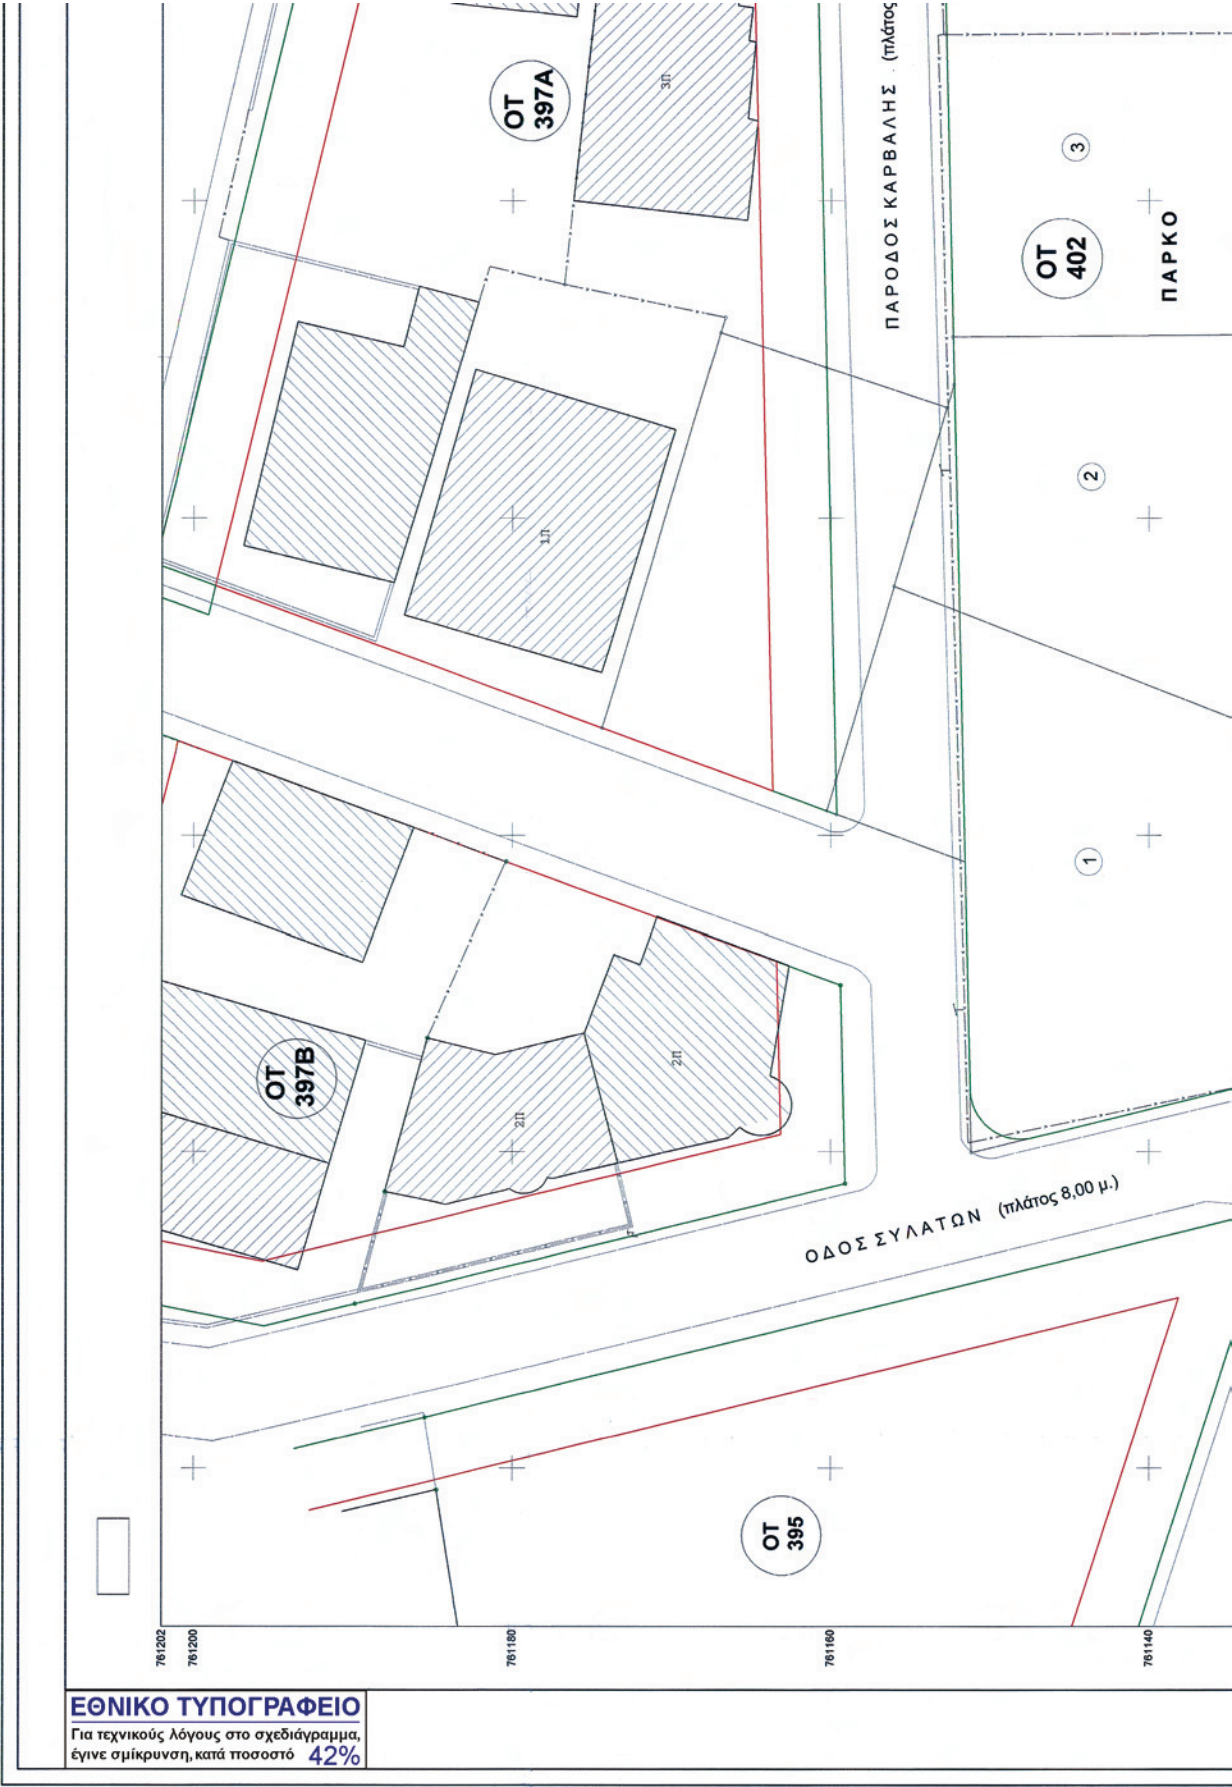 ΟΤ
397Α
3Π
ΠΑΡΟΔΟΣ ΚΑΡΒΑΛΗΣ . (πλάτος
3
ΟΤ
402
ΠΑΡΚΟ
2
1Π
1
2Π
ΟΤ
397Β
2Π
ΟΔΟΣ ΣΥΛΑΤΩΝ (πλάτος 8,00 μ.)
ΟΤ
395
761202
761200
761180
761160
761140
ΕΘΝΙΚΟ ΤΥΠΟΓΡΑΦΕΙΟ
Για τεχνικούς λόγους στο σχεδιάγραμμα,
έγινε σμίκρυνση, κατά ποσοστό 42%